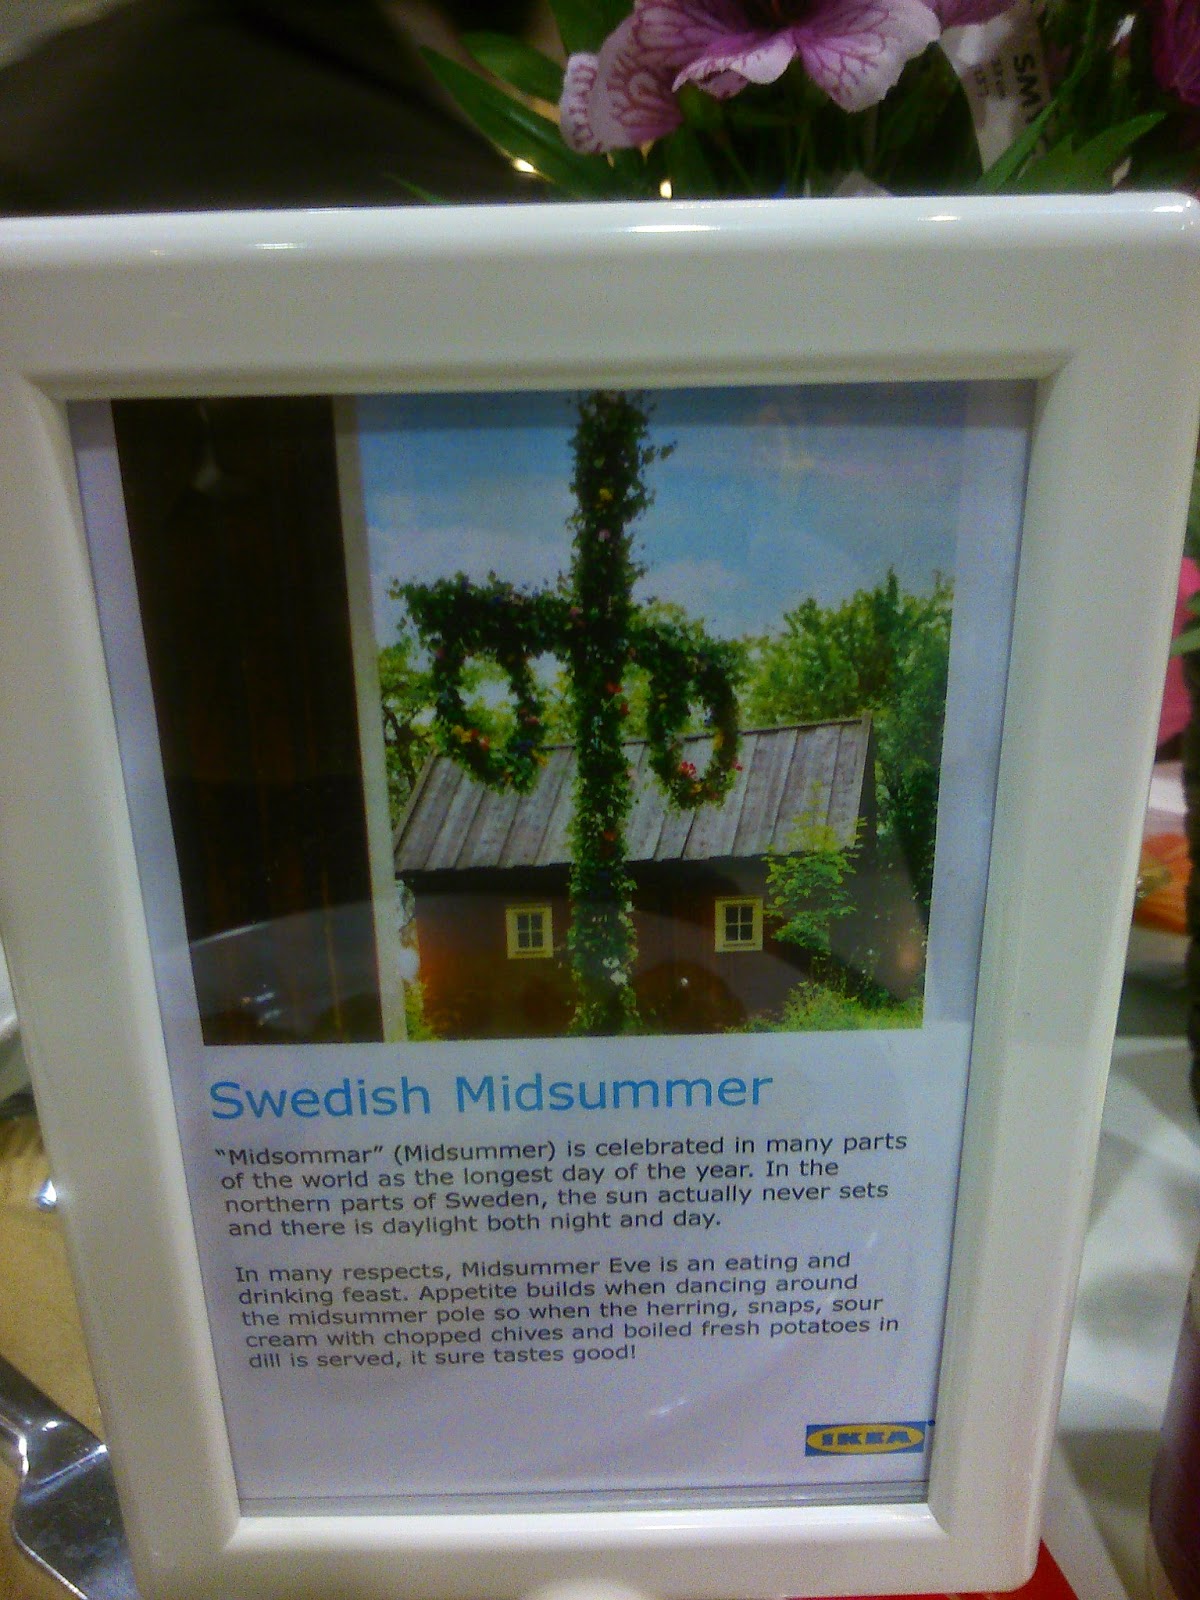 SMY
Swedish Midsummer
“Midsommar” (Midsummer) is celebrated in many parts
of the world as the longest day of the year. In the
northern parts of Sweden, the sun actually never sets
and there is daylight both night and day.
In many respects, Midsummer Eve is an eating and
drinking feast. Appetite builds when dancing around
the midsummer pole so when the herring, snaps, sour
cream with chopped chives and boiled fresh potatoes in
dill is served, it sure tastes good!
IKEA